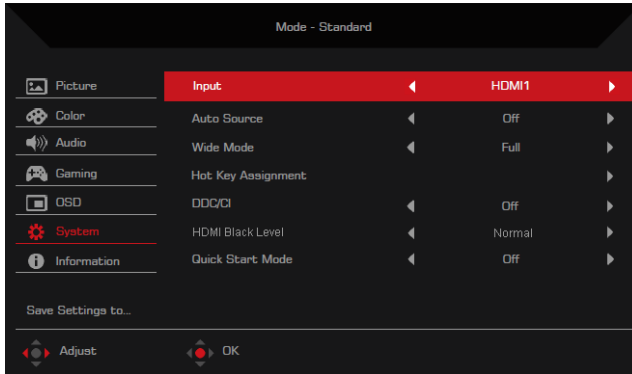 Mode - Standard
Picture
Input HDMI1
Color
Auto Source Off
Audio
Wide Mode Full
Gaming
Hot Key Assignment
OSD
DDC/CI Off
System
HDMI Black Level Normal
Information
Quick Start Mode Off
Save Settings to...
Adjust OK